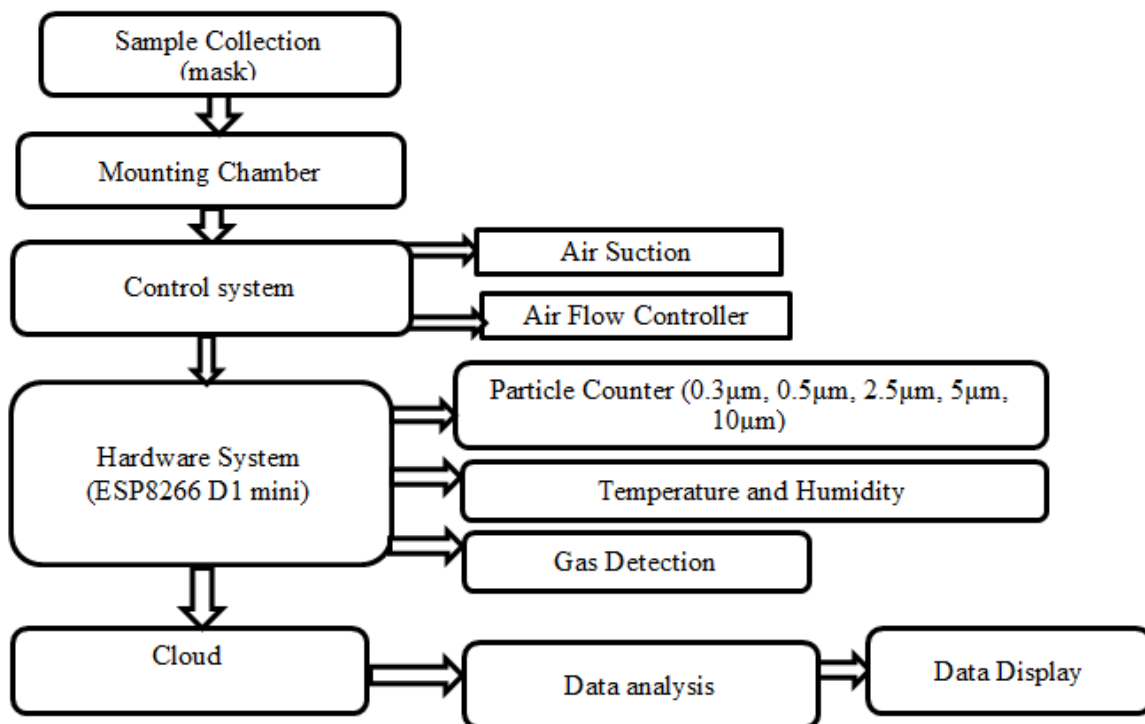 Sample Collection
(mask)
Mounting Chamber
Control system
Air Suction
Air Flow Controller
Hardware System
(ESP8266 D1 mini)
Particle Counter (0.3µm, 0.5µm, 2.5µm, 5µm,
10µm)
Temperature and Humidity
Gas Detection
Cloud
Data analysis
Data Display